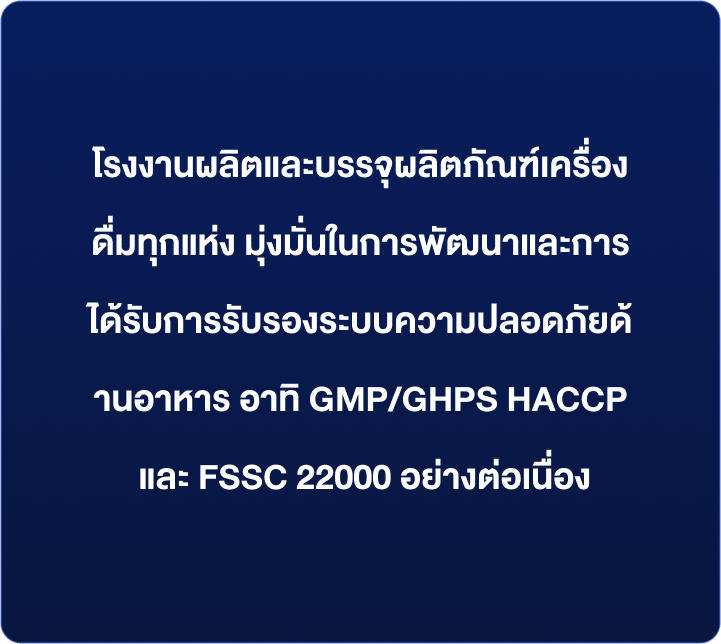 โรงงานผลิตและบรรจุผลิตภัณฑ์เครื่อง
ดื่มทุกแห่ง มุ่งมั่นในการพัฒนาและการ
ได้รับการรับรองระบบความปลอดภัยด้
านอาหาร อาทิ GMP/GHPS HACCP
และ FSSC 22000 อย่างต่อเนื่อง